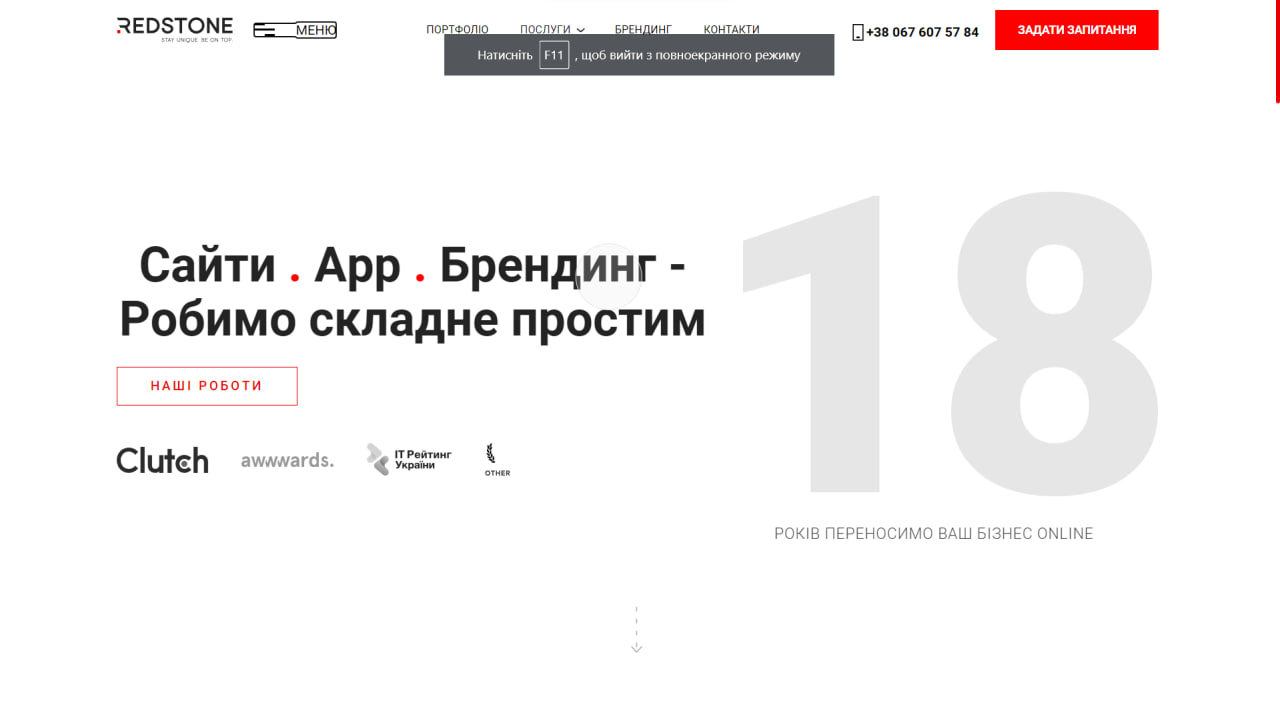 REDSTONE
STAY UNIQUE. BE ON TOP.
МЕНЮ
ПОРТФОЛІО
ПОСЛУГИ
БРЕНДИНГ
КОНТАКТИ
+38 067 607 57 84
ЗАДАТИ ЗАПИТАННЯ
Натисніть F11 , щоб вийти з повноекранного режиму
Сайти . App . Брендинг -
Робимо складне простим
НАШІ РОБОТИ
Clutch
awwwards.
IT Рейтинг
України
OTHER
18
РОКІВ ПЕРЕНОСИМО ВАШ БІЗНЕС ONLINE